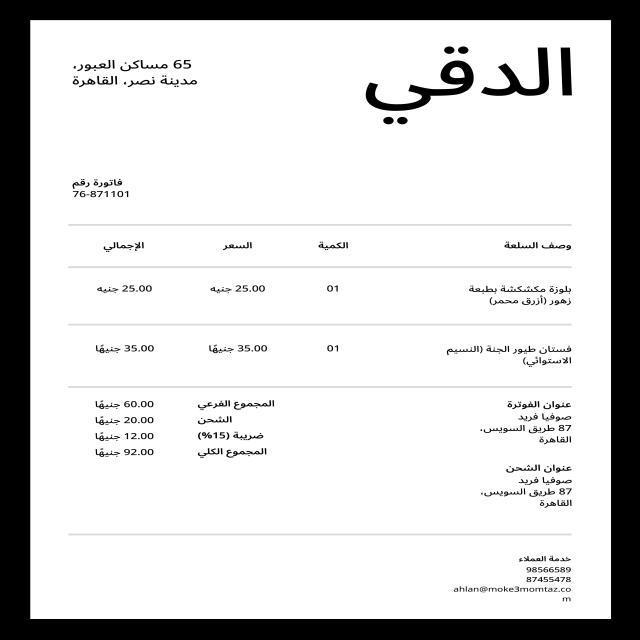 الدقي
65 مساكن العبور،
مدينة نصر، القاهرة
فاتورة رقم
76-871101
وصف السلعة الكمية السعر الإجمالي
بلوزة مكشكشة بطبعة
زهور (أزرق محمر) 01 25.00 جنيه 25.00 جنيه
فستان طيور الجنة (النسيم
الاستوائي) 01 35.00 جنيهًا 35.00 جنيهًا
المجموع الفرعي 60.00 جنيهًا
الشحن 20.00 جنيهًا
ضريبة (15%) 12.00 جنيهًا
المجموع الكلي 92.00 جنيهًا
عنوان الفوترة
صوفيا فريد
87 طريق السويس،
القاهرة
عنوان الشحن
صوفيا فريد
87 طريق السويس،
القاهرة
خدمة العملاء
98566589
87455478
ahlan@moke3momtaz.co
m